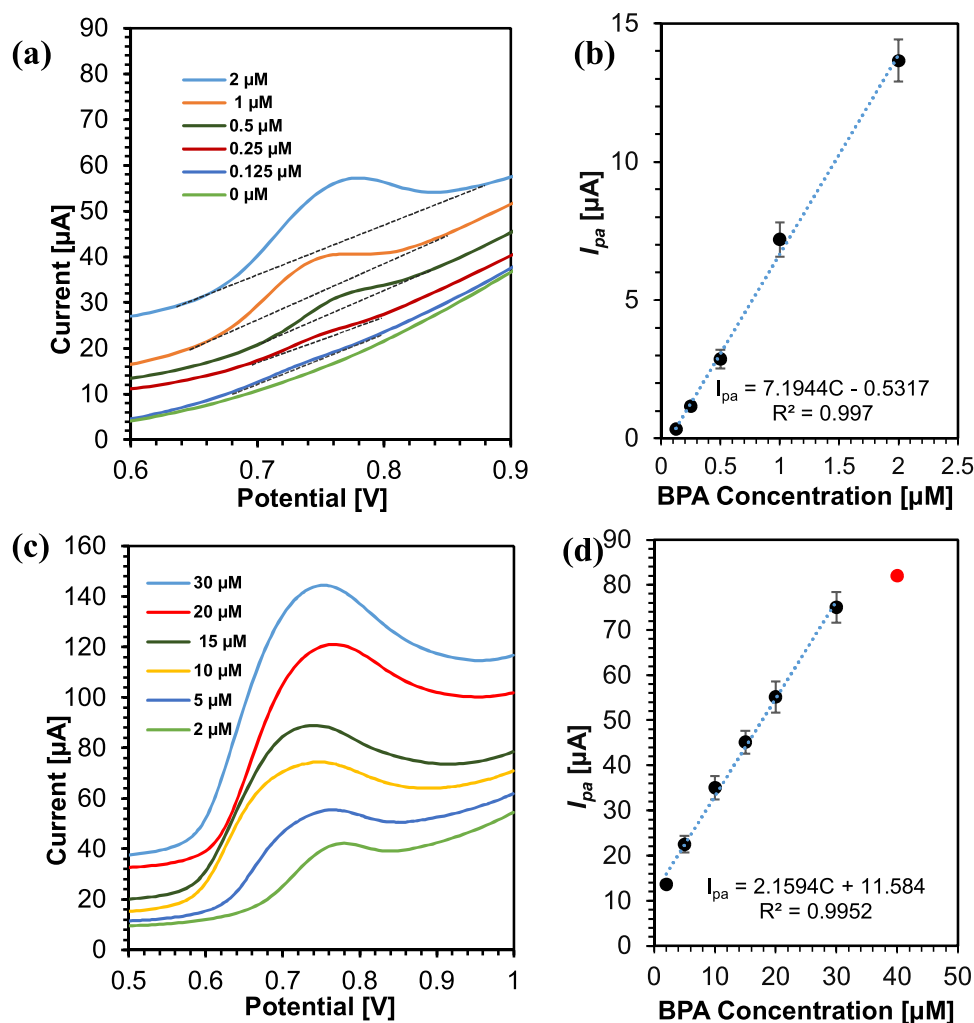 (a)
90
80
70
60
50
40
30
20
10
0
Current [µA]
2 µM
1 µM
0.5 µM
0.25 µM
0.125 µM
0 µM
0.6
0.7
0.8
0.9
Potential [V]
(b)
15
10
5
0
Ipa [µA]
Ipa = 7.1944C - 0.5317
R² = 0.997
0
0.5
1
1.5
2
2.5
BPA Concentration [µM]
(c)
160
140
120
100
80
60
40
20
0
Current [µA]
30 µM
20 µM
15 µM
10 µM
5 µM
2 µM
0.5
0.6
0.7
0.8
0.9
1
Potential [V]
(d)
90
80
70
60
50
40
30
20
10
0
Ipa [µA]
Ipa = 2.1594C + 11.584
R² = 0.9952
0
10
20
30
40
50
BPA Concentration [µM]